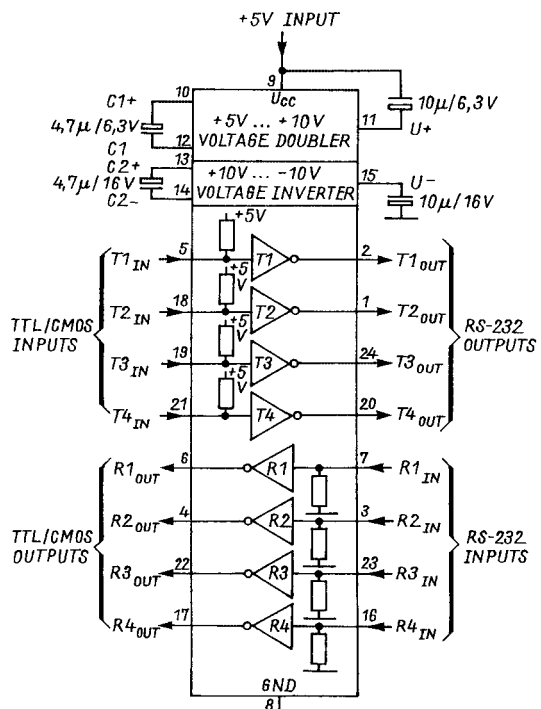 +5V INPUT
9
UCC
10
C1+
4,7μ/6,3V
12
C1
+5V ... +10V
VOLTAGE DOUBLER
11
10μ/6,3V
U+
13
C2+
4,7μ/16V
14
C2-
+10V ... -10V
VOLTAGE INVERTER
15
U-
10μ/16V
+5V
5
T1IN
T1
2
T1OUT
+5
V
18
T2IN
T2
1
T2OUT
TTL/CMOS
INPUTS
RS-232
OUTPUTS
+5
V
19
T3IN
T3
24
T3OUT
+5
V
21
T4IN
T4
20
T4OUT
6
R1OUT
R1
7
R1IN
4
R2OUT
R2
3
R2IN
TTL/CMOS
OUTPUTS
RS-232
INPUTS
22
R3OUT
R3
23
R3IN
17
R4OUT
R4
16
R4IN
GND
8